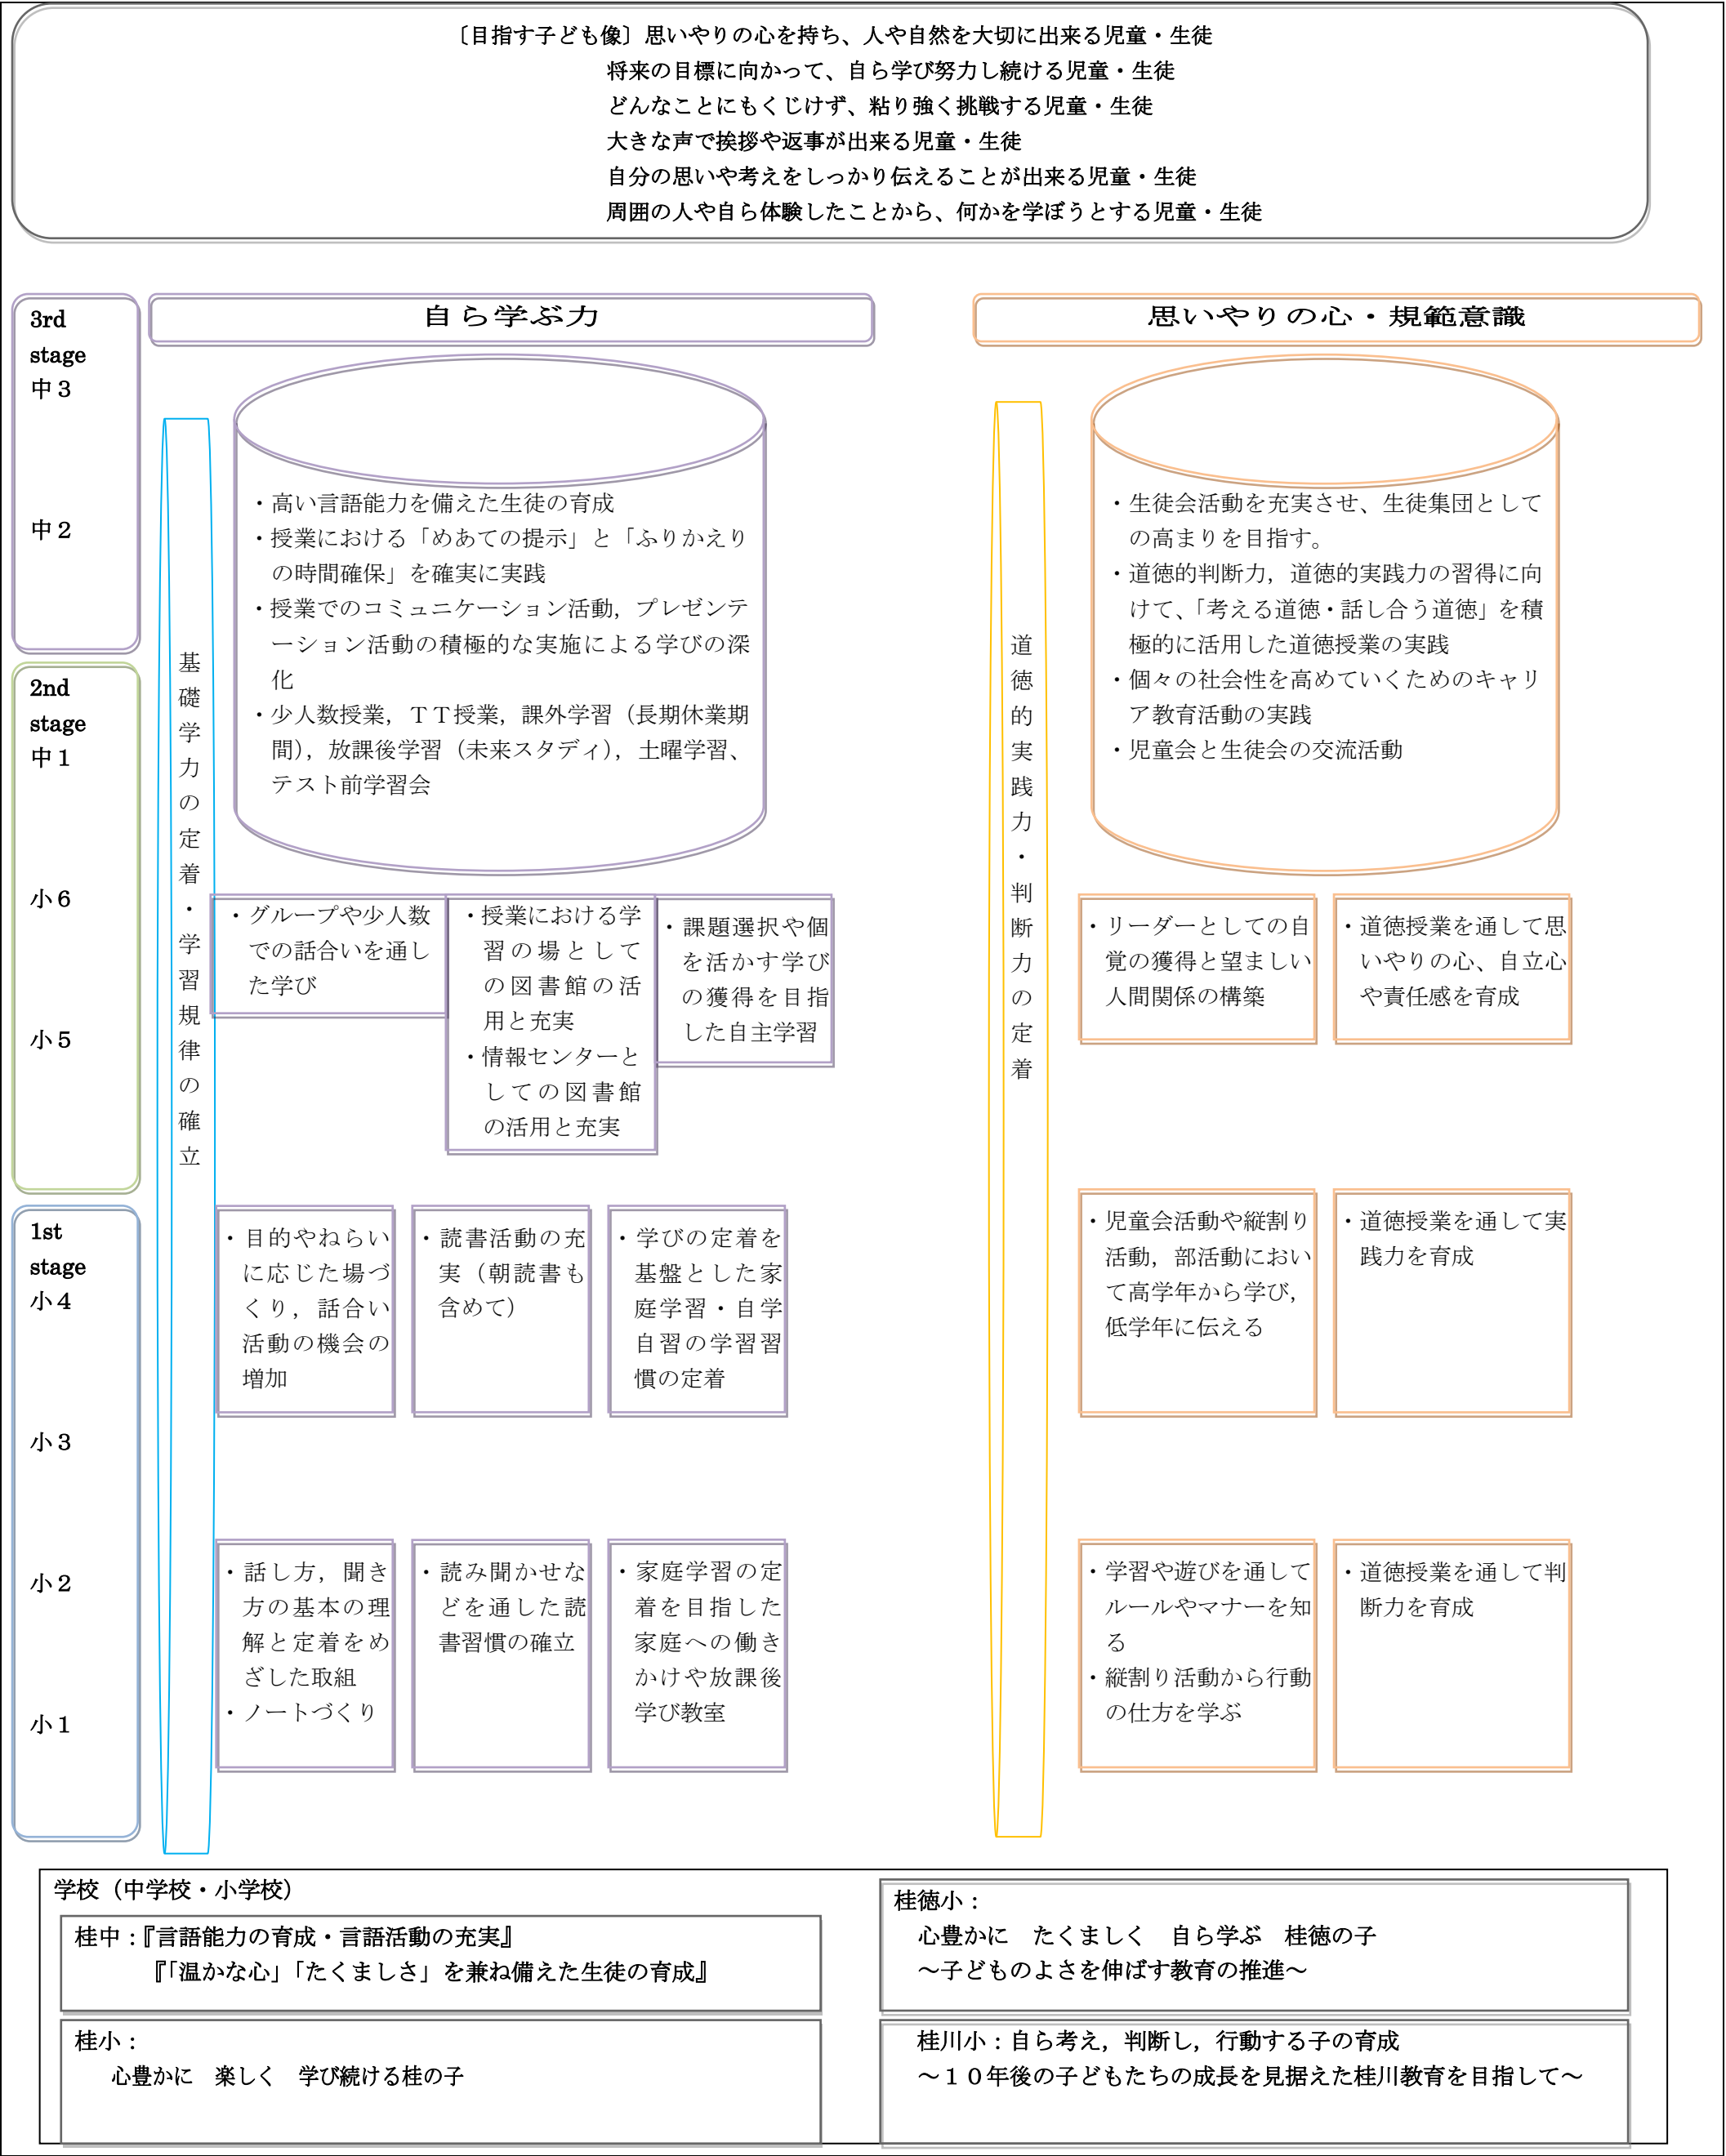 〔目指す子ども像〕思いやりの心を持ち、人や自然を大切に出来る児童・生徒
将来の目標に向かって、自ら学び努力し続ける児童・生徒
どんなことにもくじけず、粘り強く挑戦する児童・生徒
大きな声で挨拶や返事が出来る児童・生徒
自分の思いや考えをしっかり伝えることが出来る児童・生徒
周囲の人や自ら体験したことから、何かを学ぼうとする児童・生徒
3rd
stage
中３
中２
2nd
stage
中１
小６
小５
1st
stage
小４
小３
小２
小１
自ら学ぶ力
基礎学力の定着・学習規律の確立
・高い言語能力を備えた生徒の育成
・授業における「めあての提示」と「ふりかえり
の時間確保」を確実に実践
・授業でのコミュニケーション活動，プレゼンテ
ーション活動の積極的な実施による学びの深
化
・少人数授業，ＴＴ授業，課外学習（長期休業期
間），放課後学習（未来スタディ），土曜学習、
テスト前学習会
・グループや少人数
での話合いを通し
た学び
・授業における学
習の場として
の図書館の活
用と充実
・情報センターと
しての図書館
の活用と充実
・課題選択や個
を活かす学び
の獲得を目指
した自主学習
・目的やねらい
に応じた場づ
くり，話合い
活動の機会の
増加
・読書活動の充
実（朝読書も
含めて）
・学びの定着を
基盤とした家
庭学習・自学
自習の学習習
慣の定着
・話し方，聞き
方の基本の理
解と定着をめ
ざした取組
・ノートづくり
・読み聞かせな
どを通した読
書習慣の確立
・家庭学習の定
着を目指した
家庭への働き
かけや放課後
学び教室
思いやりの心・規範意識
道徳的実践力・判断力の定着
・生徒会活動を充実させ、生徒集団として
の高まりを目指す。
・道徳的判断力，道徳的実践力の習得に向
けて、「考える道徳・話し合う道徳」を積
極的に活用した道徳授業の実践
・個々の社会性を高めていくためのキャリ
ア教育活動の実践
・児童会と生徒会の交流活動
・リーダーとしての自
覚の獲得と望ましい
人間関係の構築
・道徳授業を通して思
いやりの心、自立心
や責任感を育成
・児童会活動や縦割り
活動，部活動におい
て高学年から学び，
低学年に伝える
・道徳授業を通して実
践力を育成
・学習や遊びを通して
ルールやマナーを知
る
・縦割り活動から行動
の仕方を学ぶ
・道徳授業を通して判
断力を育成
学校（中学校・小学校）
桂中：『言語能力の育成・言語活動の充実』
『「温かな心」「たくましさ」を兼ね備えた生徒の育成』
桂小：
心豊かに　楽しく　学び続ける桂の子
桂徳小：
心豊かに　たくましく　自ら学ぶ　桂徳の子
～子どものよさを伸ばす教育の推進～
桂川小：自ら考え，判断し，行動する子の育成
～１０年後の子どもたちの成長を見据えた桂川教育を目指して～